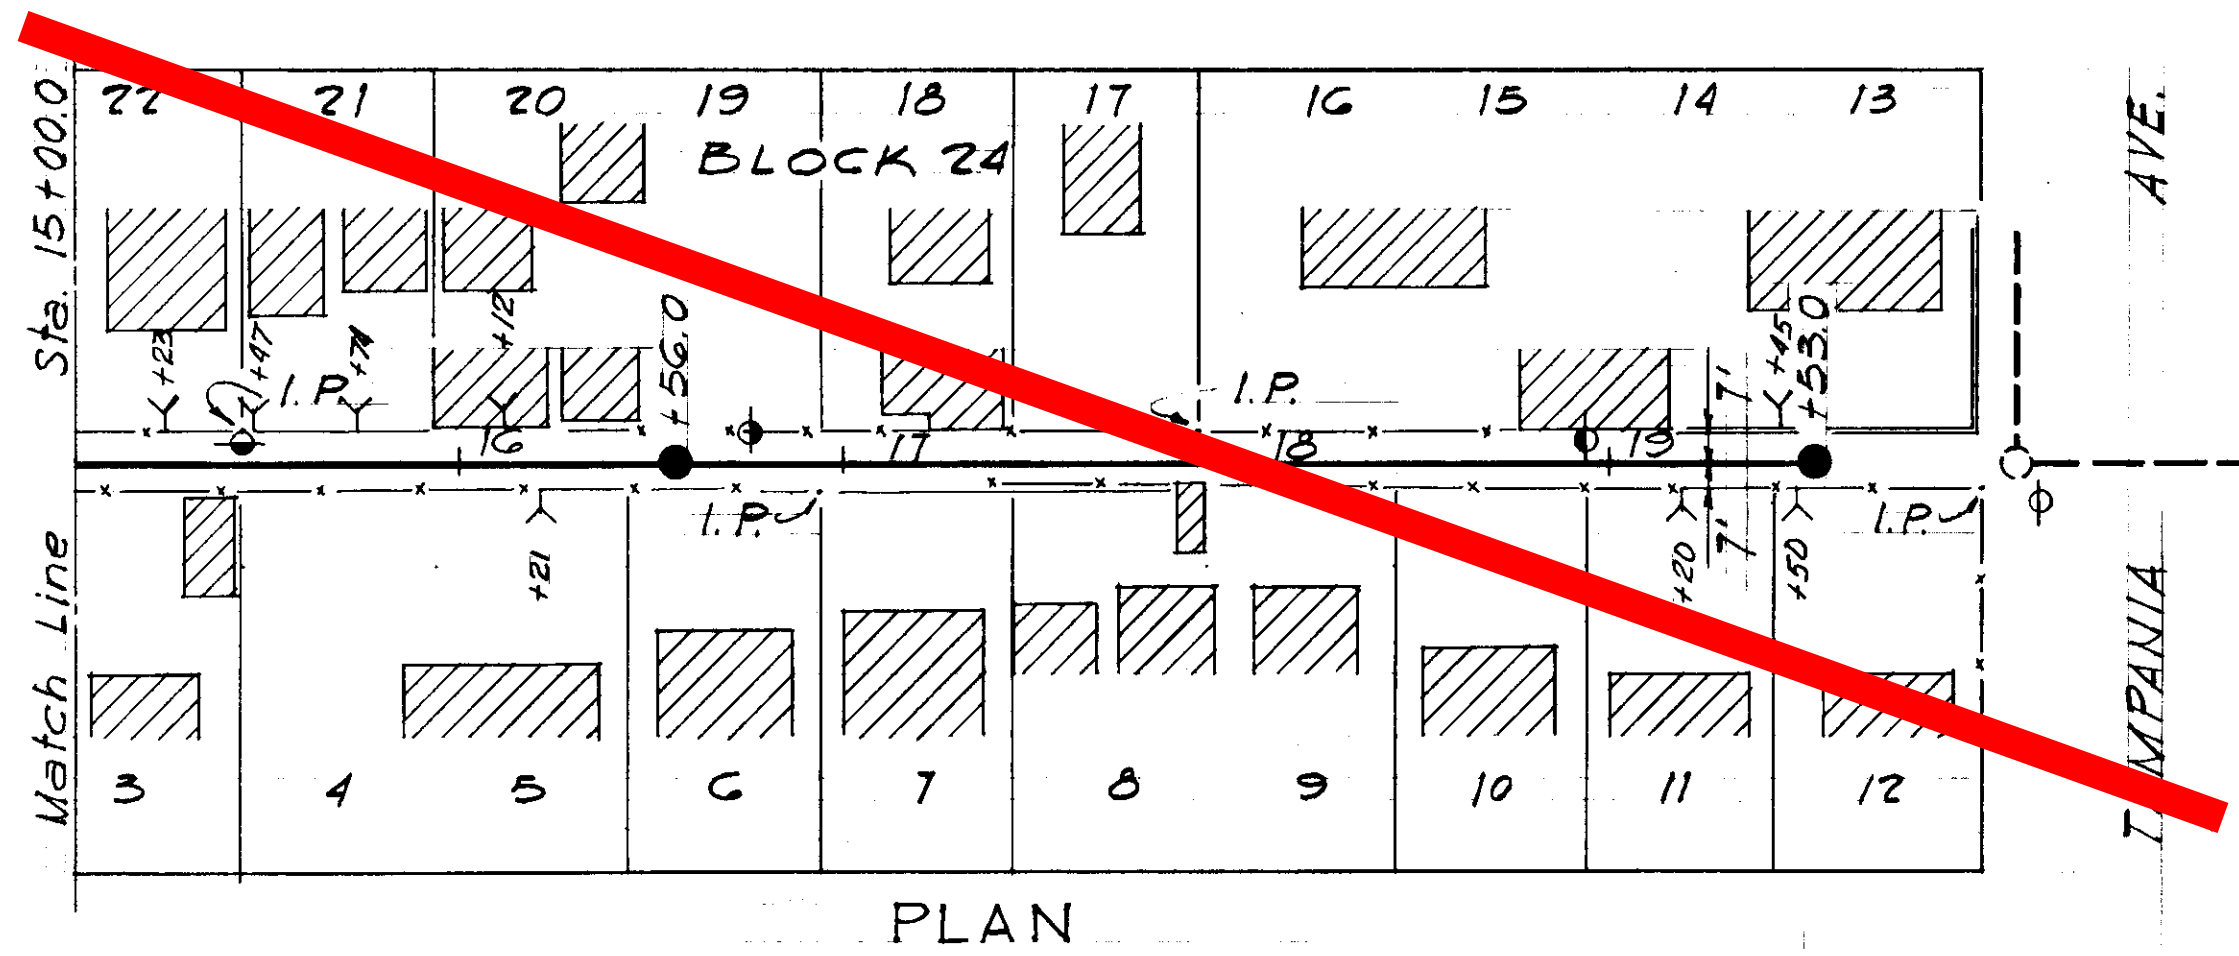 22 21 20 19 18 17 16 15 14 13
BLOCK 24
Sta. 15+00.0
Match Line
+23
+47
I.P.
+74
+12
+56.0
I.P.
7'
+45
+53.0
16 17 18 19
+21
I.P.
+20
7'
+50
I.P.
3 4 5 6 7 8 9 10 11 12
AVE.
PLAN